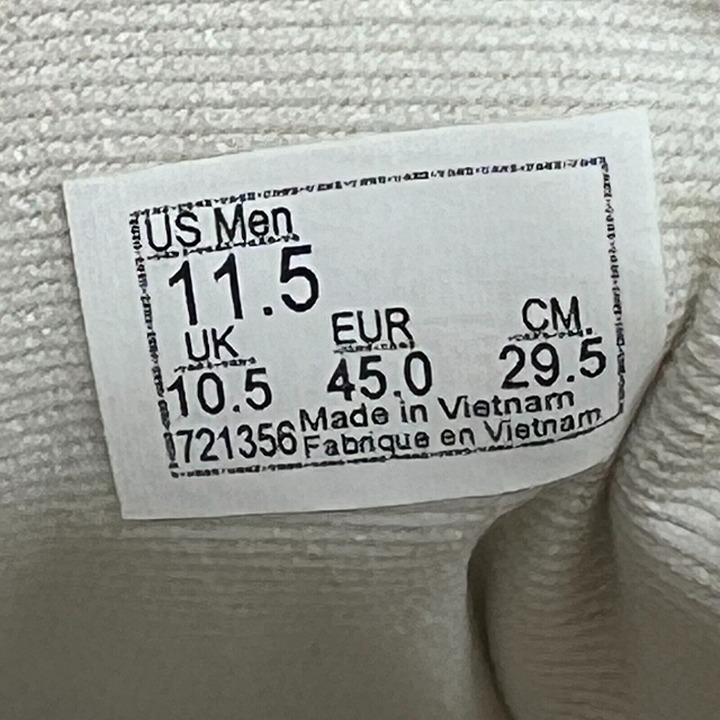 US Men
11.5
UK EUR CM.
10.5 45.0 29.5
721356 Made in Vietnam
Fabrique en Vietnam